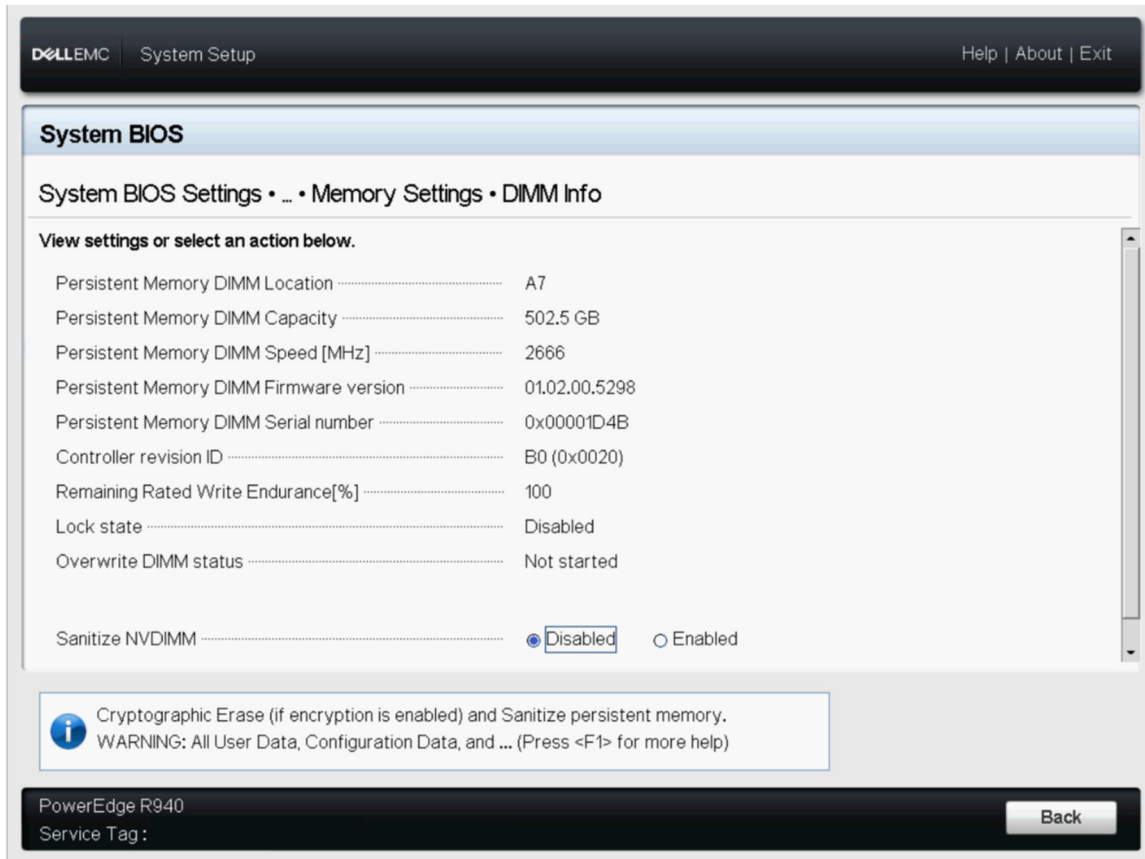 DELLEMC System Setup Help | About | Exit
System BIOS
System BIOS Settings • ... • Memory Settings • DIMM Info
View settings or select an action below.
Persistent Memory DIMM Location A7
Persistent Memory DIMM Capacity 502.5 GB
Persistent Memory DIMM Speed [MHz] 2666
Persistent Memory DIMM Firmware version 01.02.00.5298
Persistent Memory DIMM Serial number 0x00001D4B
Controller revision ID B0 (0x0020)
Remaining Rated Write Endurance[%] 100
Lock state Disabled
Overwrite DIMM status Not started
Sanitize NVDIMM Disabled Enabled
Cryptographic Erase (if encryption is enabled) and Sanitize persistent memory.
WARNING: All User Data, Configuration Data, and ... (Press <F1> for more help)
PowerEdge R940
Service Tag :
Back